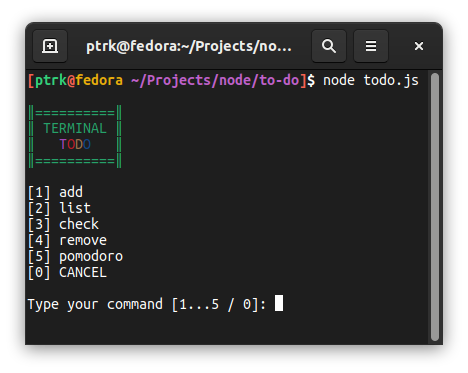 ptrk@fedora:~/Projects/no...
[ptrk@fedora ~/Projects/node/to-do]$ node todo.js
║==========║
║ TERMINAL ║
║   TODO   ║
║==========║
[1] add
[2] list
[3] check
[4] remove
[5] pomodoro
[0] CANCEL
Type your command [1...5 / 0]: